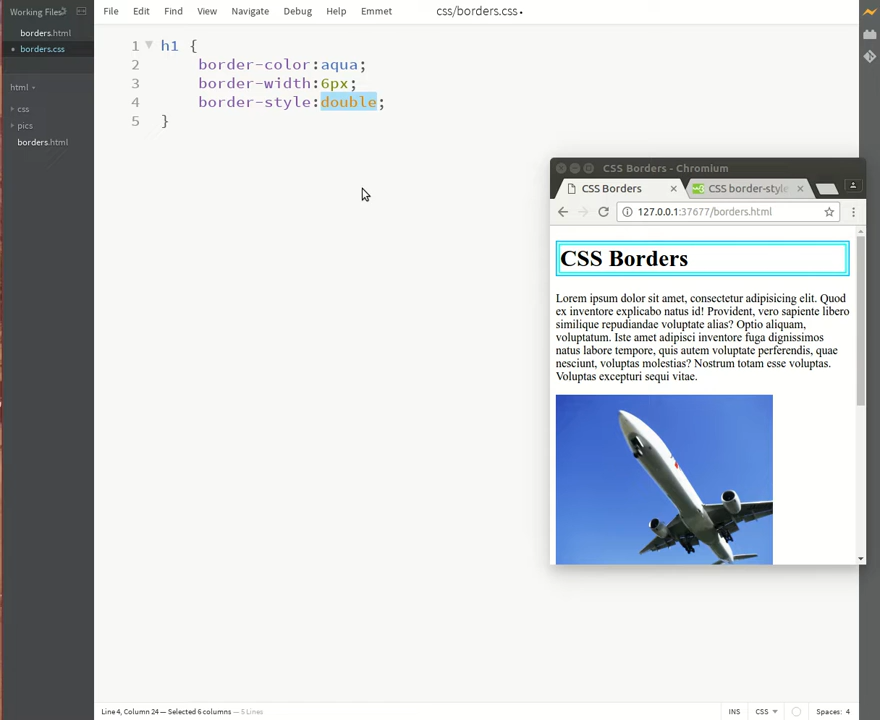 Working Files
borders.html
• borders.css
html
css
pics
borders.html
File Edit Find View Navigate Debug Help Emmet
css/borders.css •
1 h1 {
2 border-color:aqua;
3 border-width:6px;
4 border-style:double;
5 }
CSS Borders - Chromium
CSS Borders
CSS border-style
127.0.0.1:37677/borders.html
CSS Borders
Lorem ipsum dolor sit amet, consectetur adipisicing elit. Quod
ex inventore explicabo natus id! Provident, vero sapiente libero
similique repudiandae voluptate alias? Optio aliquam,
voluptatum. Iste amet adipisci inventore fuga dignissimos
natus labore tempore, quis autem voluptate perferendis, quae
nesciunt, voluptas molestias? Nostrum totam esse voluptas.
Voluptas excepturi sequi vitae.
Line 4, Column 24 — Selected 6 columns — 5 Lines
INS CSS Spaces: 4